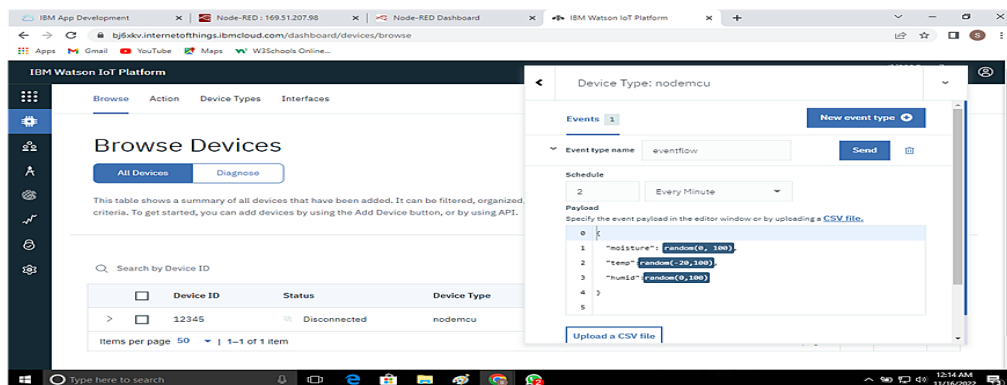 IBM App Development
Node-RED : 169.51.207.98
Node-RED Dashboard
IBM Watson IoT Platform
bj6xkv.internetofthings.ibmcloud.com/dashboard/devices/browse
Apps Gmail YouTube Maps W3Schools Online...
IBM Watson IoT Platform
Browse Action Device Types Interfaces
Browse Devices
All Devices Diagnose
This table shows a summary of all devices that have been added. It can be filtered, organized,
criteria. To get started, you can add devices by using the Add Device button, or by using API.
Search by Device ID
Device ID Status Device Type
12345 Disconnected nodemcu
Items per page 50 | 1–1 of 1 item
Device Type: nodemcu
Events 1
New event type
Event type name eventflow
Send
Schedule
2 Every Minute
Payload
Specify the event payload in the editor window or by uploading a CSV file.
0 {
1 "moisture": random(0, 100),
2 "temp":random(-20,100),
3 "humid":random(0,100)
4 }
5
Upload a CSV file
Type here to search
12:14 AM
11/16/2022